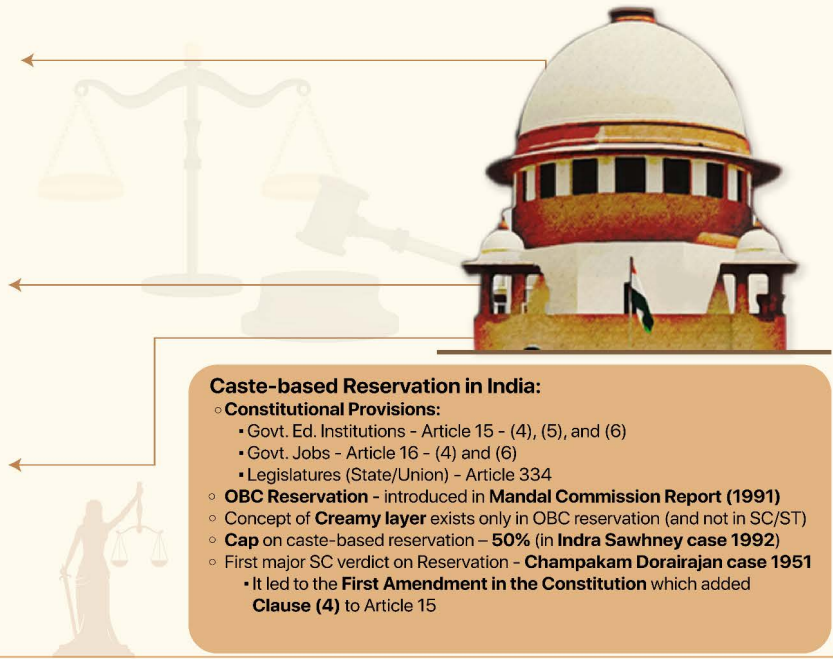 Caste-based Reservation in India:
◦ Constitutional Provisions:
▪ Govt. Ed. Institutions - Article 15 - (4), (5), and (6)
▪ Govt. Jobs - Article 16 - (4) and (6)
▪ Legislatures (State/Union) - Article 334
◦ OBC Reservation - introduced in Mandal Commission Report (1991)
◦ Concept of Creamy layer exists only in OBC reservation (and not in SC/ST)
◦ Cap on caste-based reservation – 50% (in Indra Sawhney case 1992)
◦ First major SC verdict on Reservation - Champakam Dorairajan case 1951
▪ It led to the First Amendment in the Constitution which added
Clause (4) to Article 15